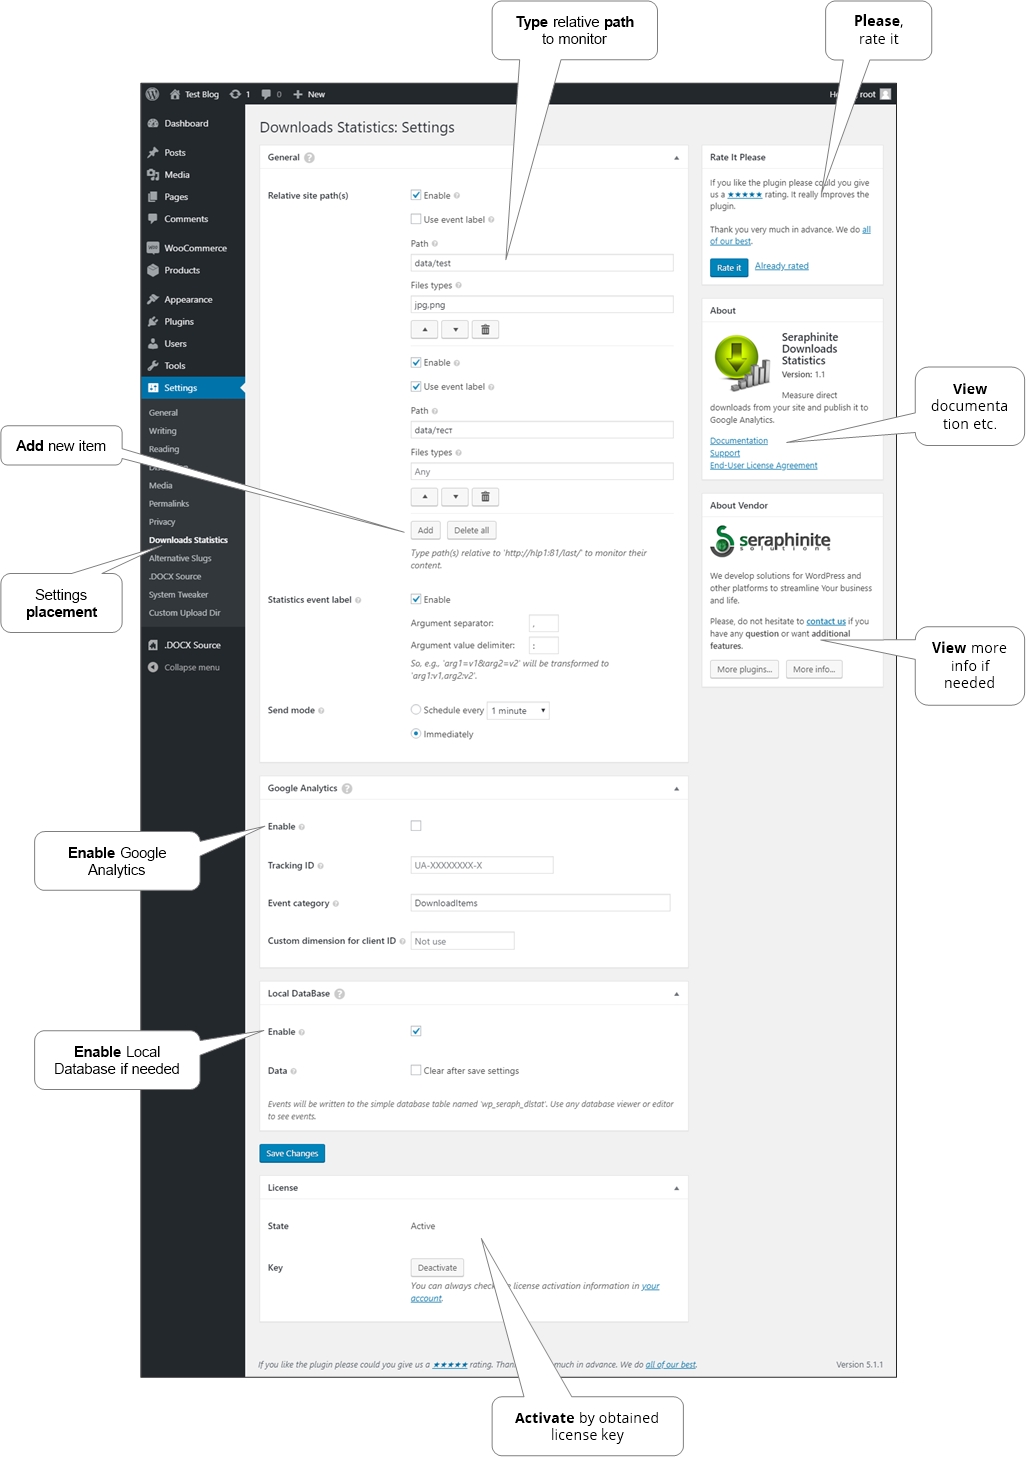 Type relative path
to monitor
Please,
rate it
Test Blog
1
0
New
root
Dashboard
Posts
Media
Pages
Comments
WooCommerce
Products
Appearance
Plugins
Users
Tools
Settings
General
Writing
Reading
Media
Permalinks
Privacy
Downloads Statistics
Alternative Slugs
.DOCX Source
System Tweaker
Custom Upload Dir
.DOCX Source
Collapse menu
Add new item
Settings
placement
Enable Google
Analytics
Enable Local
Database if needed
Downloads Statistics: Settings
General ?
Relative site path(s)
Enable
Use event label
Path
data/test
Files types
jpg,png
Enable
Use event label
Path
data/тест
Files types
Any
Add
Delete all
Type path(s) relative to 'http://hlp1:81/last/' to monitor their
content.
Statistics event label
Enable
Argument separator: ,
Argument value delimiter: :
So, e.g., 'arg1=v1&arg2=v2' will be transformed to
'arg1:v1,arg2:v2'.
Send mode
Schedule every 1 minute
Immediately
Google Analytics ?
Enable
Tracking ID
UA-XXXXXXXX-X
Event category
DownloadItems
Custom dimension for client ID
Not use
Local DataBase ?
Enable
Data
Clear after save settings
Events will be written to the simple database table named 'wp_seraph_dlstat'. Use any database viewer or editor
to see events.
Save Changes
License
State
Active
Key
Deactivate
You can always check license activation information in your
account.
If you like the plugin please could you give us a ★★★★★ rating. much in advance. We do all of our best.
Version 5.1.1
Rate It Please
If you like the plugin please could you give
us a ★★★★★ rating. It really improves the
plugin.
Thank you very much in advance. We do all
of our best.
Rate it
Already rated
About
Seraphinite
Downloads
Statistics
Version: 1.1
Measure direct
downloads from your site and publish it to
Google Analytics.
Documentation
Support
End-User License Agreement
About Vendor
seraphinite
solutions
We develop solutions for WordPress and
other platforms to streamline Your business
and life.
Please, do not hesitate to contact us if you
have any question or want additional
features.
More plugins...
More info...
View
documenta
tion etc.
View more
info if
needed
Activate by obtained
license key